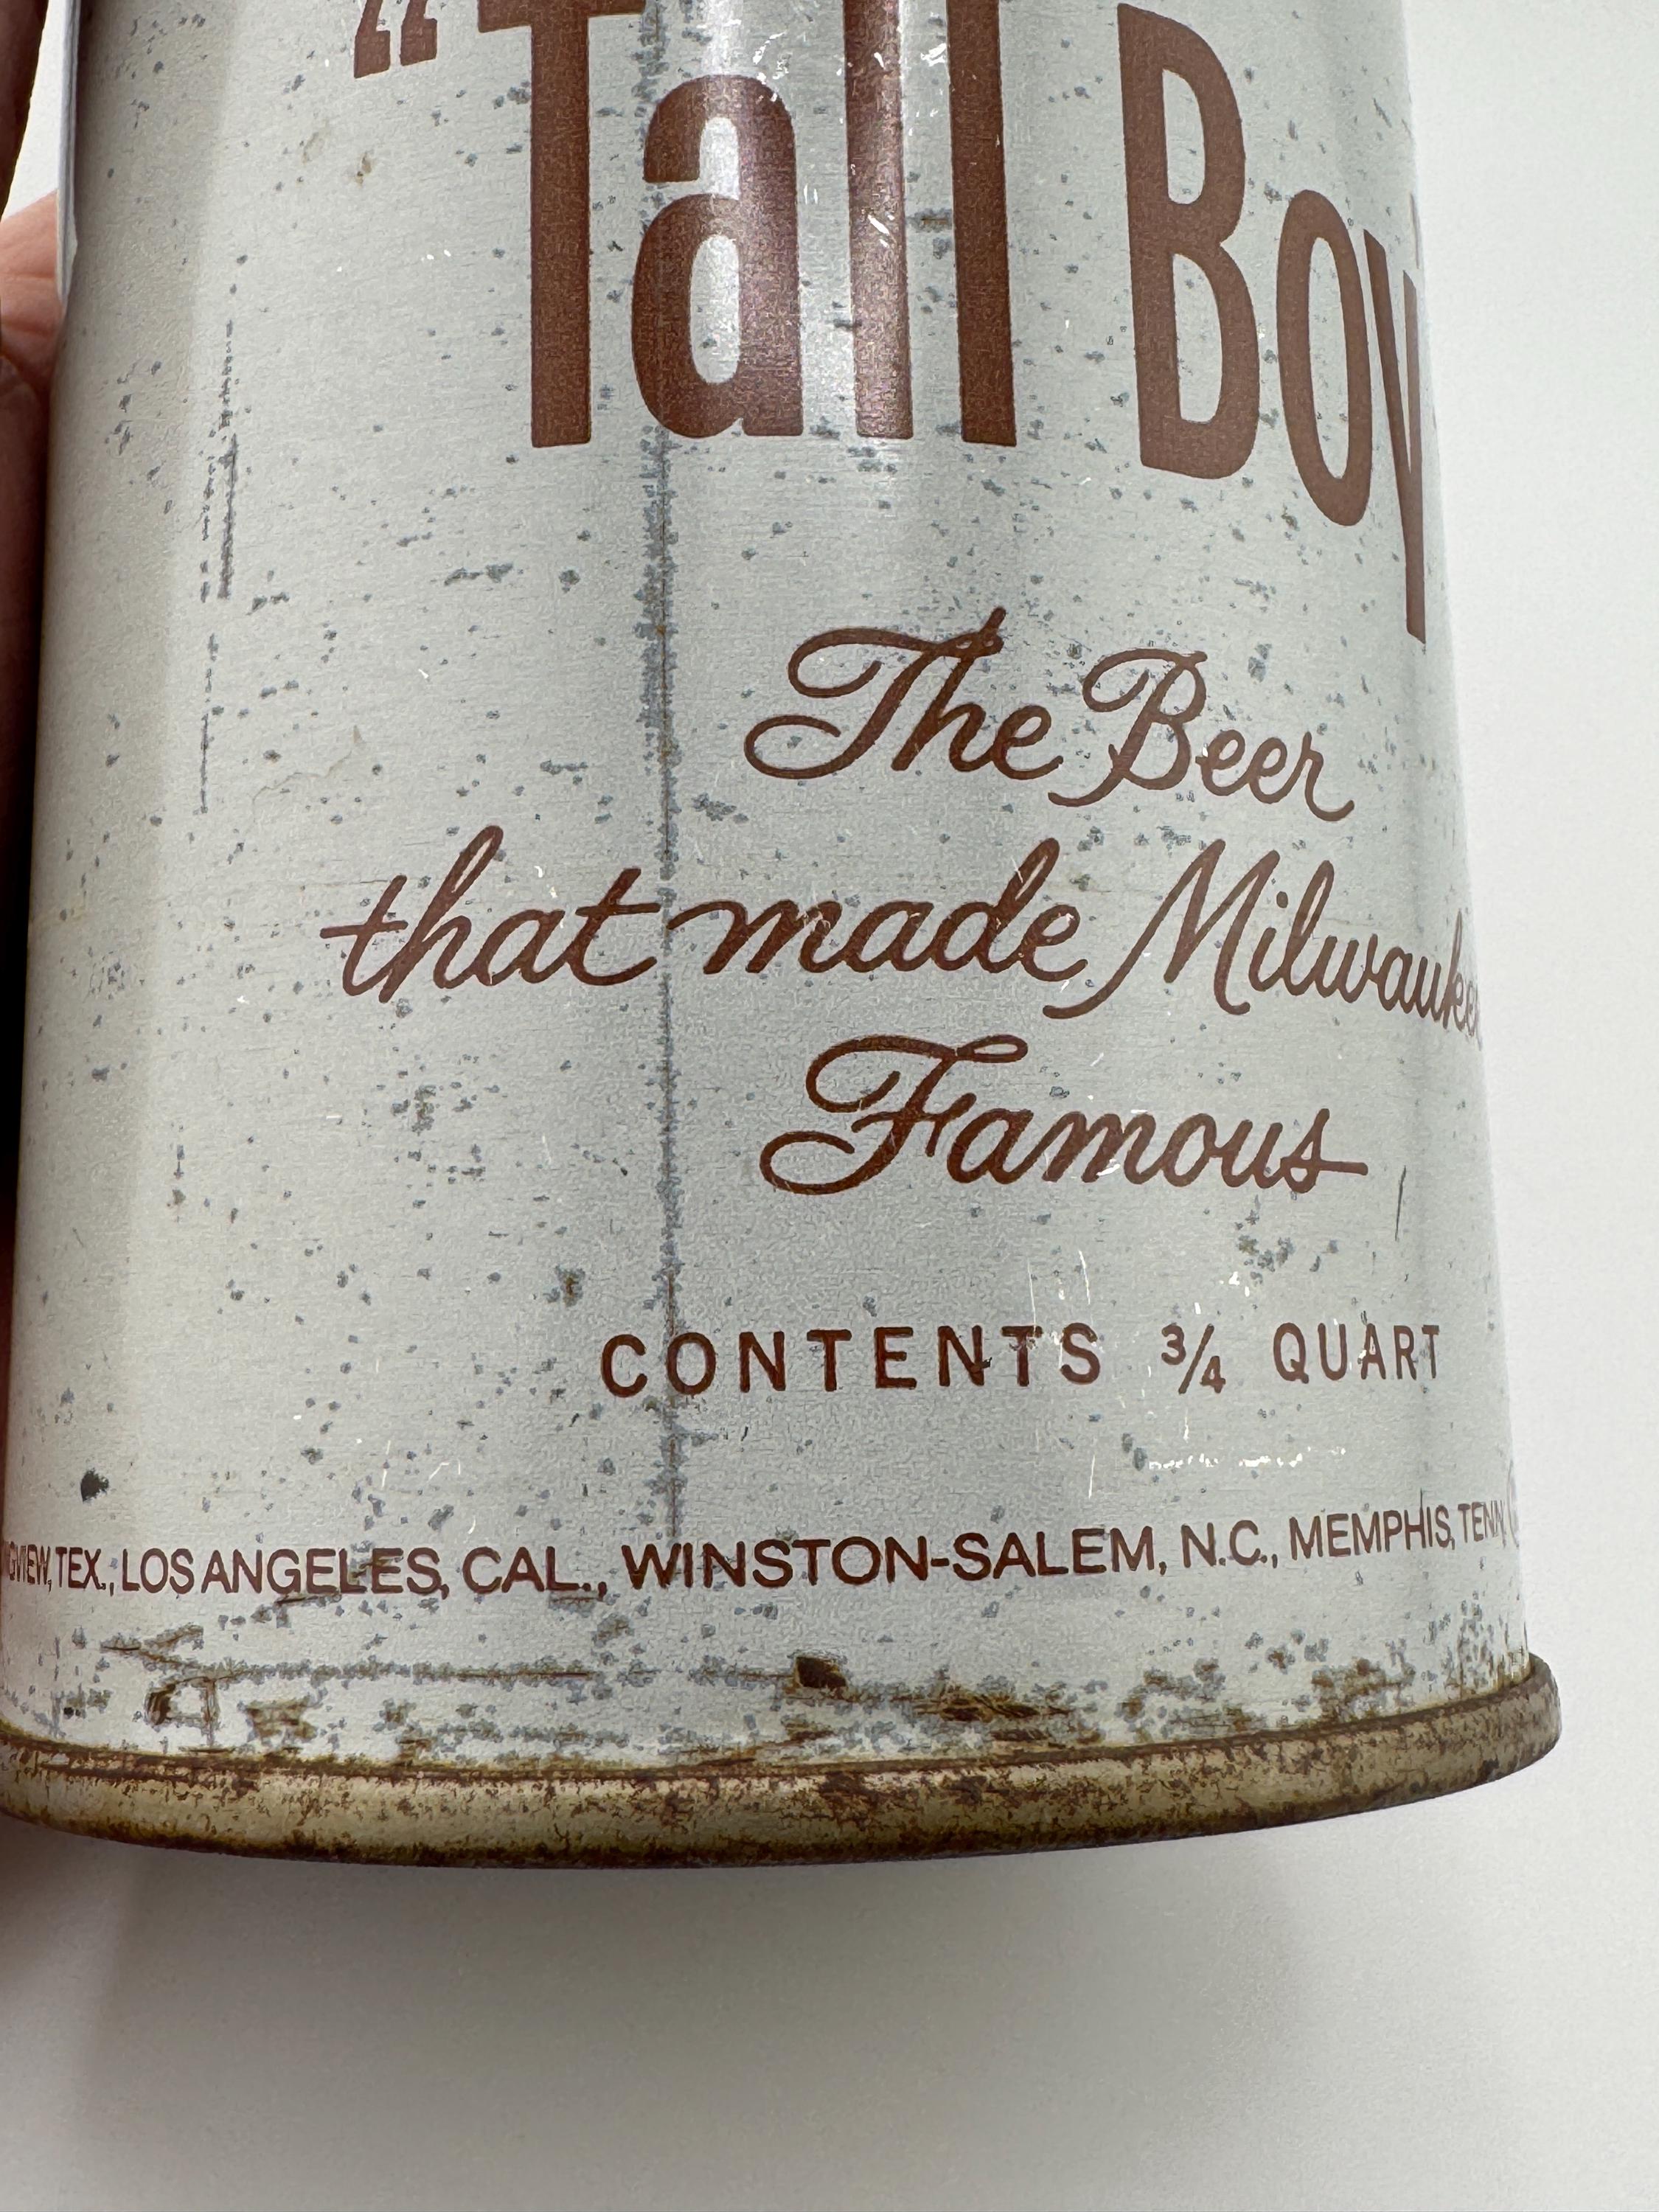 "Tall Boy
The Beer
that made Milwaukee
Famous
CONTENTS 3/4 QUART
GVIEW, TEX., LOS ANGELES, CAL., WINSTON-SALEM, N.C., MEMPHIS, TENN.